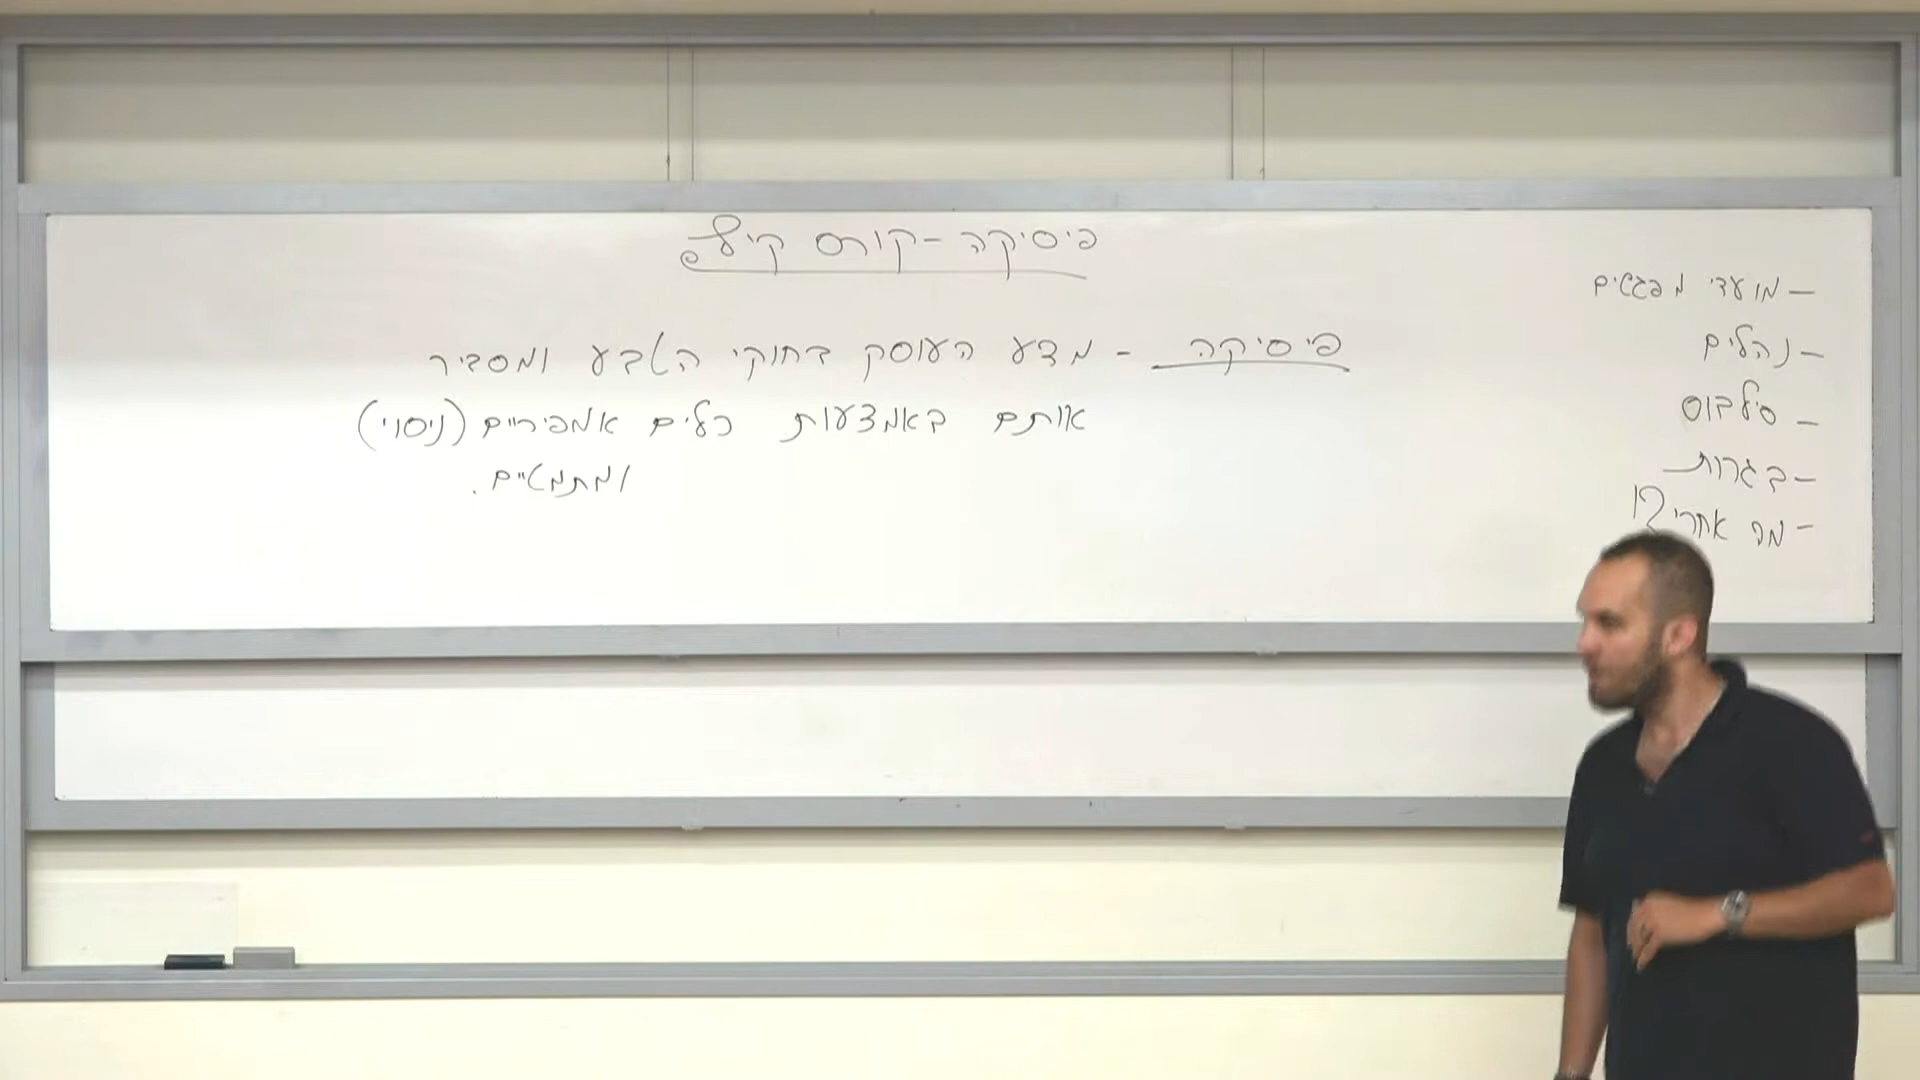 פיסיקה - קורס קיץ
פיסיקה - מדע העוסק בחוקי הטבע ומסביר
אותם באמצעות כלים אמפיריים (ניסוי)
ומתמטיים.
- מועדי מפגשים
- נהלים
- סילבוס
- בגרות
- מה אחרי?!